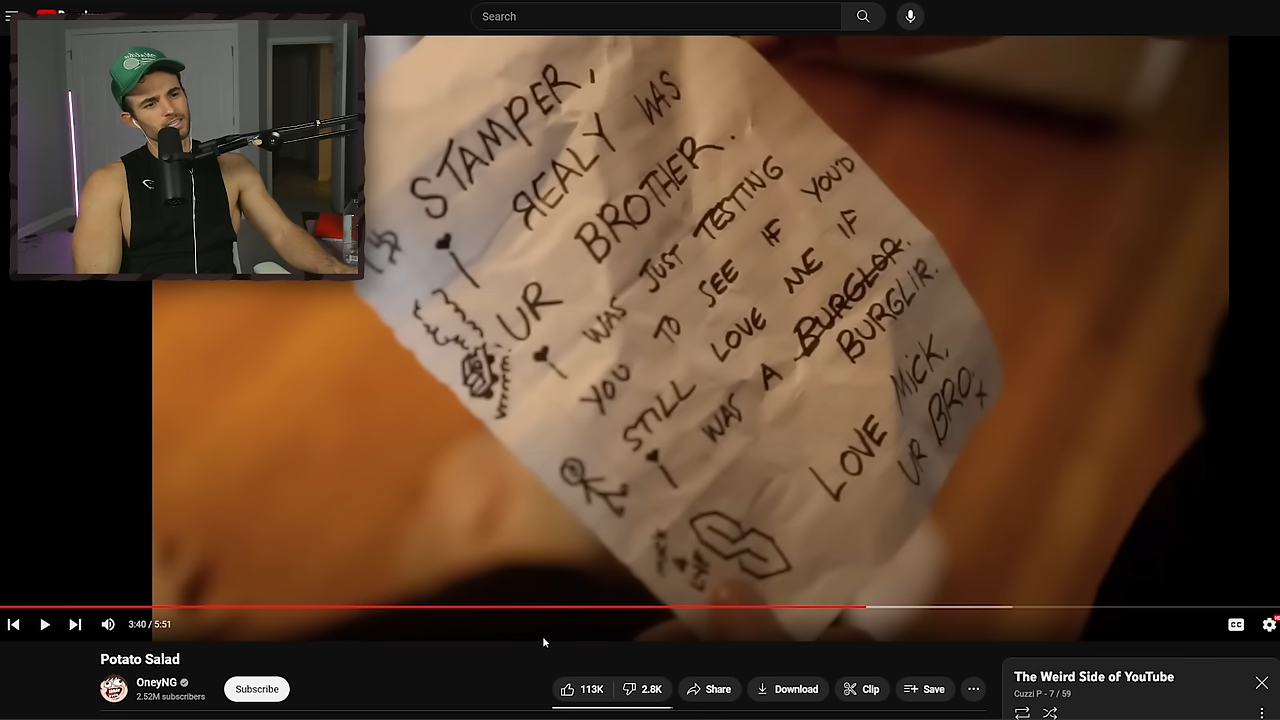 Search
STAMPER,
I REALY WAS
UR BROTHER.
I WAS JUST TESTING
YOU TO SEE IF YOU'D
STILL LOVE ME IF
I WAS A BURGLOR.
BURGLIR.
LOVE MICK,
UR BRO.
X
3:40 / 5:51
CC
Potato Salad
OneyNG
2.52M subscribers
Subscribe
113K
2.8K
Share
Download
Clip
Save
The Weird Side of YouTube
Cuzzi P - 7 / 59